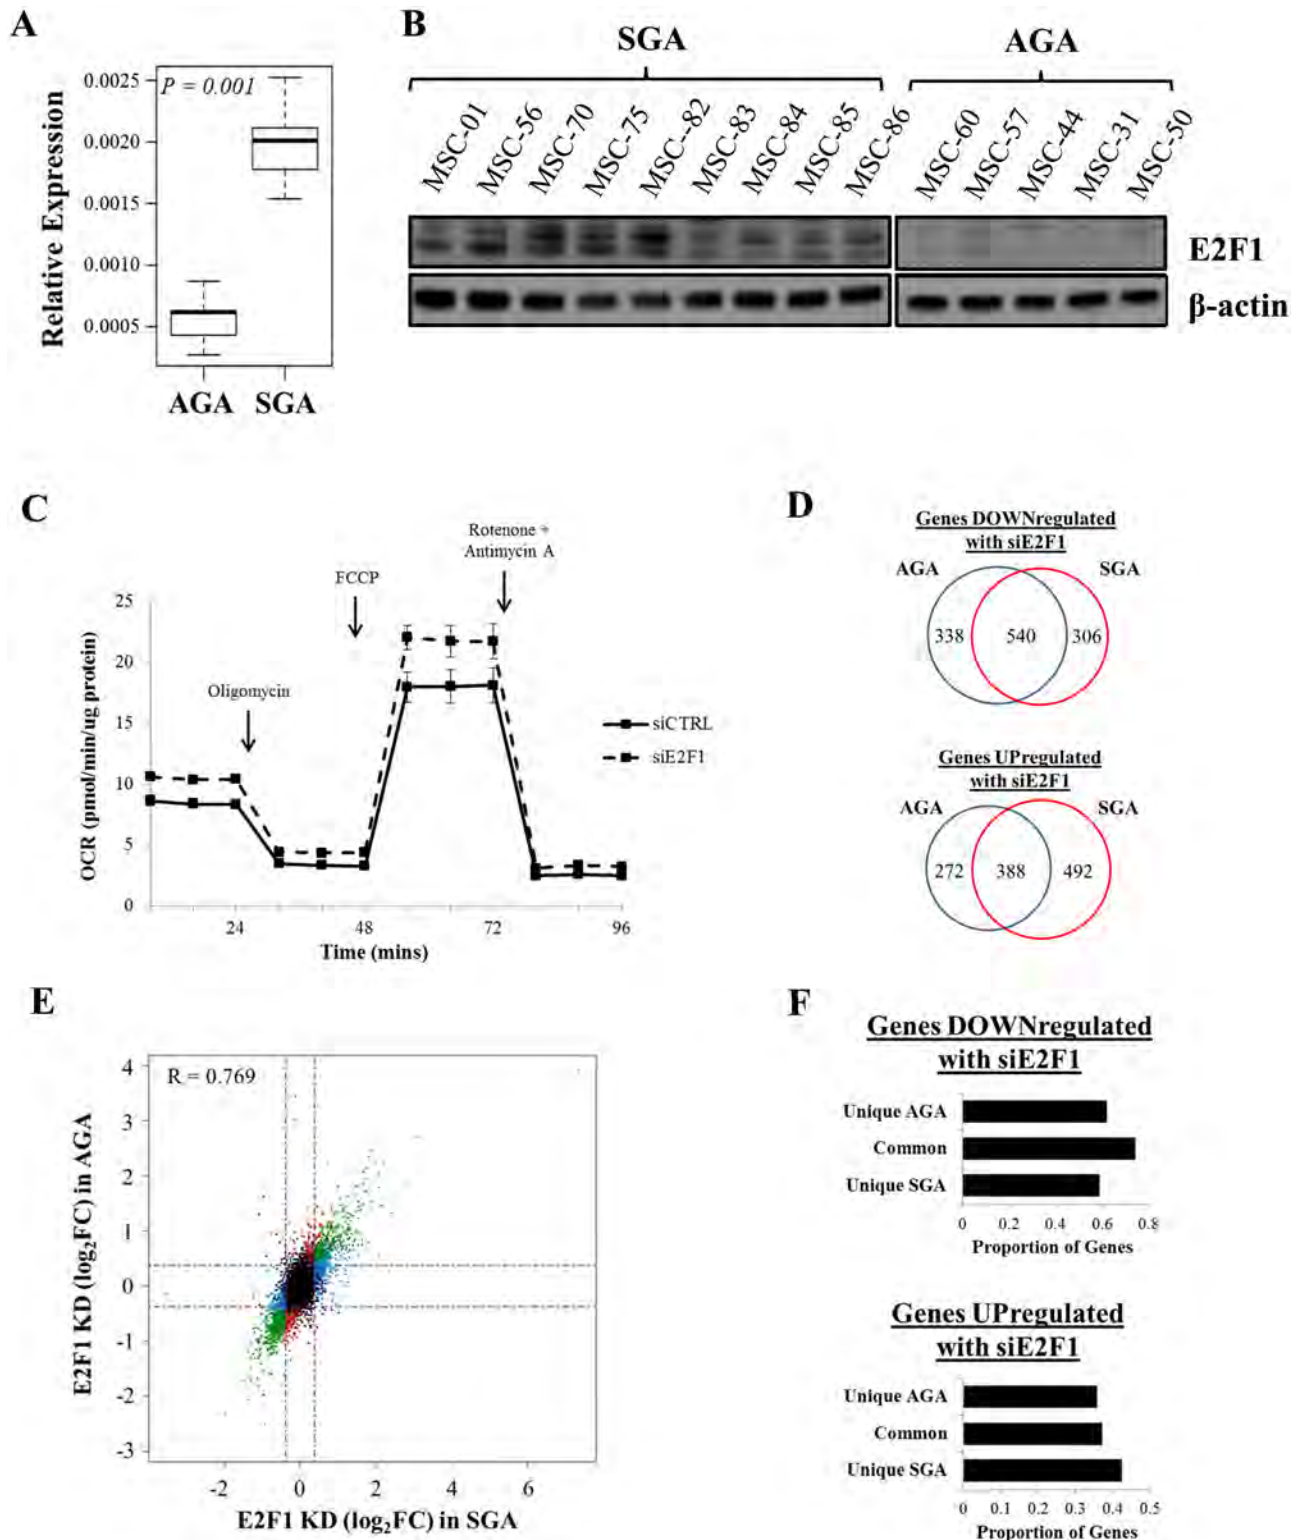 A
P = 0.001
0.0025
0.0020
0.0015
0.0010
0.0005
Relative Expression
AGA SGA
B
SGA
AGA
MSC-01
MSC-56
MSC-70
MSC-75
MSC--82
MSC-83
MSC-84
MSC-85
MSC-86
MSC-60
MSC-57
MSC-44
MSC-31
MSC-50
E2F1
β-actin
C
Rotenone +
Antimycin A
FCCP
Oligomycin
25
20
15
10
5
0
OCR (pmol/min/ug protein)
24 48 72 96
Time (mins)
siCTRL
siE2F1
D
Genes DOWNregulated
with siE2F1
AGA SGA
338 540 306
Genes UPregulated
with siE2F1
AGA SGA
272 388 492
E
R = 0.769
4
3
2
1
0
-1
-2
-3
E2F1 KD (log₂FC) in AGA
-2 0 2 4 6
E2F1 KD (log₂FC) in SGA
F
Genes DOWNregulated
with siE2F1
Unique AGA
Common
Unique SGA
0 0.2 0.4 0.6 0.8
Proportion of Genes
Genes UPregulated
with siE2F1
Unique AGA
Common
Unique SGA
0 0.1 0.2 0.3 0.4 0.5
Proportion of Genes